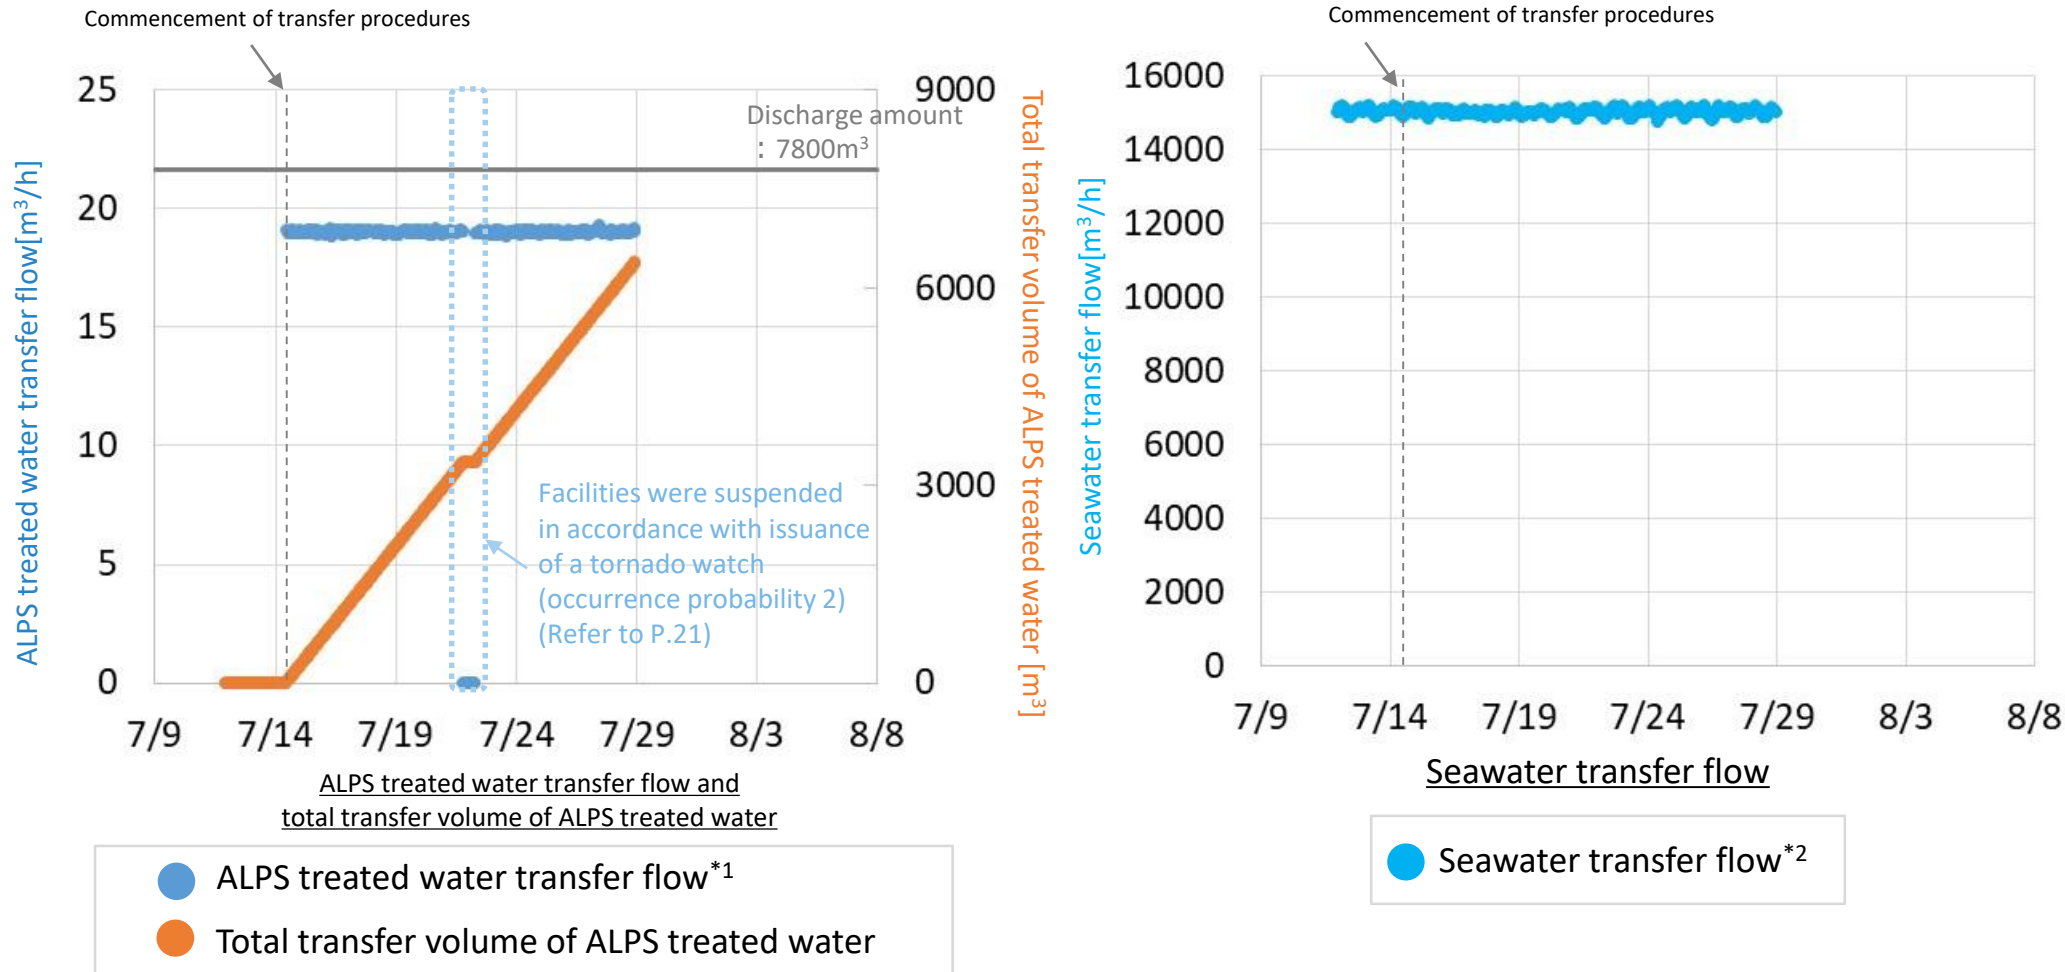 Commencement of transfer procedures
25
20
15
10
5
0
9000
6000
3000
0
ALPS treated water transfer flow[m³/h]
Total transfer volume of ALPS treated water [m³]
Discharge amount
: 7800m³
Facilities were suspended
in accordance with issuance
of a tornado watch
(occurrence probability 2)
(Refer to P.21)
7/9 7/14 7/19 7/24 7/29 8/3 8/8
ALPS treated water transfer flow and
total transfer volume of ALPS treated water
ALPS treated water transfer flow*1
Total transfer volume of ALPS treated water
Commencement of transfer procedures
16000
14000
12000
10000
8000
6000
4000
2000
0
Seawater transfer flow[m³/h]
7/9 7/14 7/19 7/24 7/29 8/3 8/8
Seawater transfer flow
Seawater transfer flow*2